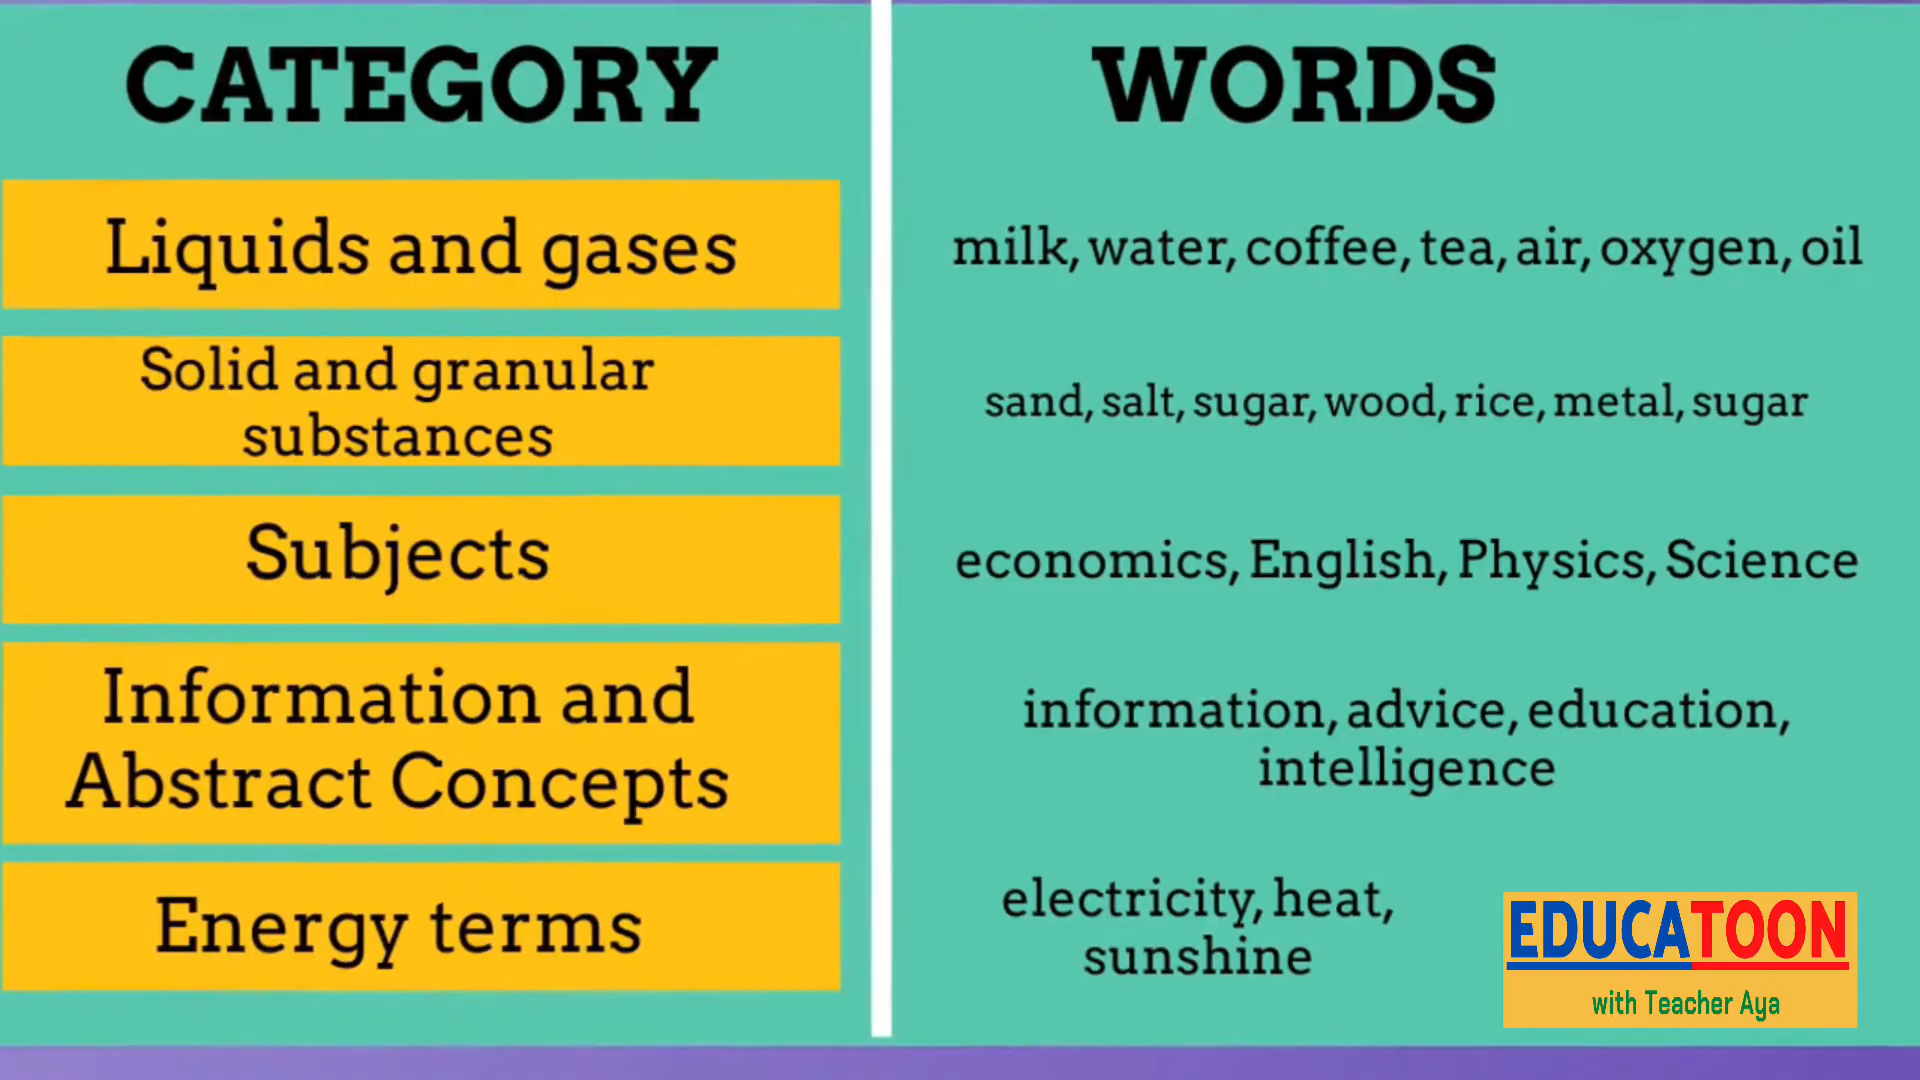 CATEGORY
WORDS
Liquids and gases
milk, water, coffee, tea, air, oxygen, oil
Solid and granular
substances
sand, salt, sugar, wood, rice, metal, sugar
Subjects
economics, English, Physics, Science
Information and
Abstract Concepts
information, advice, education,
intelligence
Energy terms
electricity, heat,
sunshine
EDUCATOON
with Teacher Aya